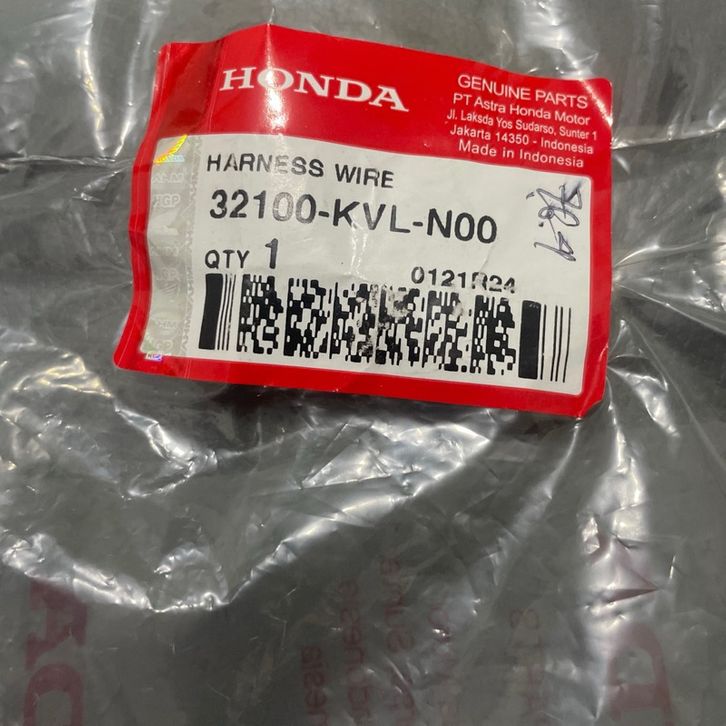 HONDA
GENUINE PARTS
PT Astra Honda Motor
Jl. Laksda Yos Sudarso, Sunter 1
Jakarta 14350 - Indonesia
Made in Indonesia
HARNESS WIRE
32100-KVL-N00
QTY 1
0121R24